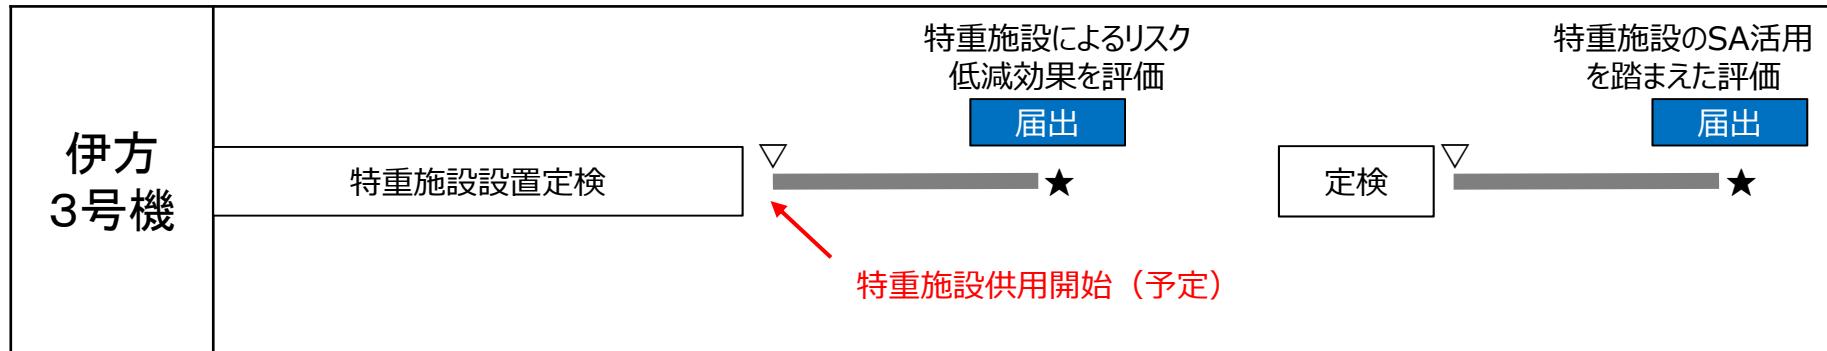 伊方
３号機
特重施設設置定検
▽
特重施設によるリスク
低減効果を評価
届出
★
特重施設供用開始（予定）
定検
▽
特重施設のSA活用
を踏まえた評価
届出
★